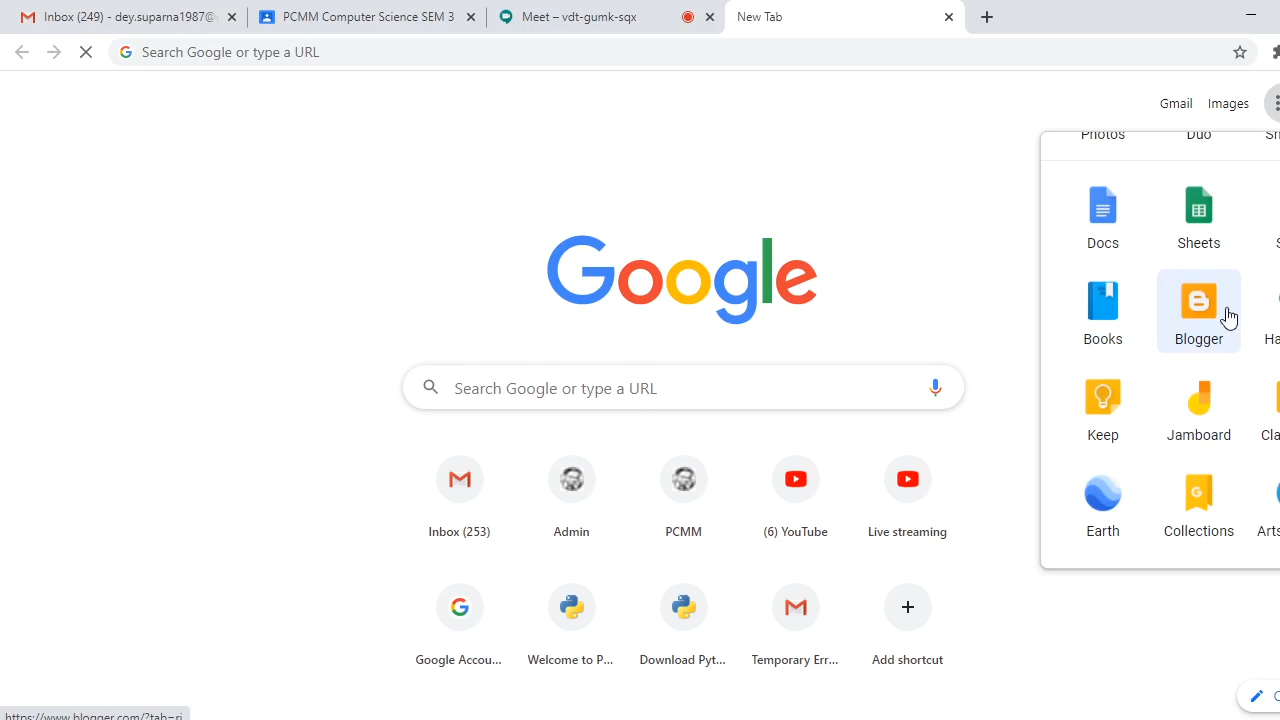 Inbox (249) - dey.suparna1987@
PCMM Computer Science SEM 3
Meet – vdt-gumk-sqx
New Tab
Search Google or type a URL
Gmail Images
Photos Duo
Docs Sheets
Books Blogger
Keep Jamboard
Earth Collections
Google
Search Google or type a URL
Inbox (253) Admin PCMM (6) YouTube Live streaming
Google Accou... Welcome to P... Download Pyt... Temporary Err... Add shortcut
https://www.blogger.com/?tab=rj